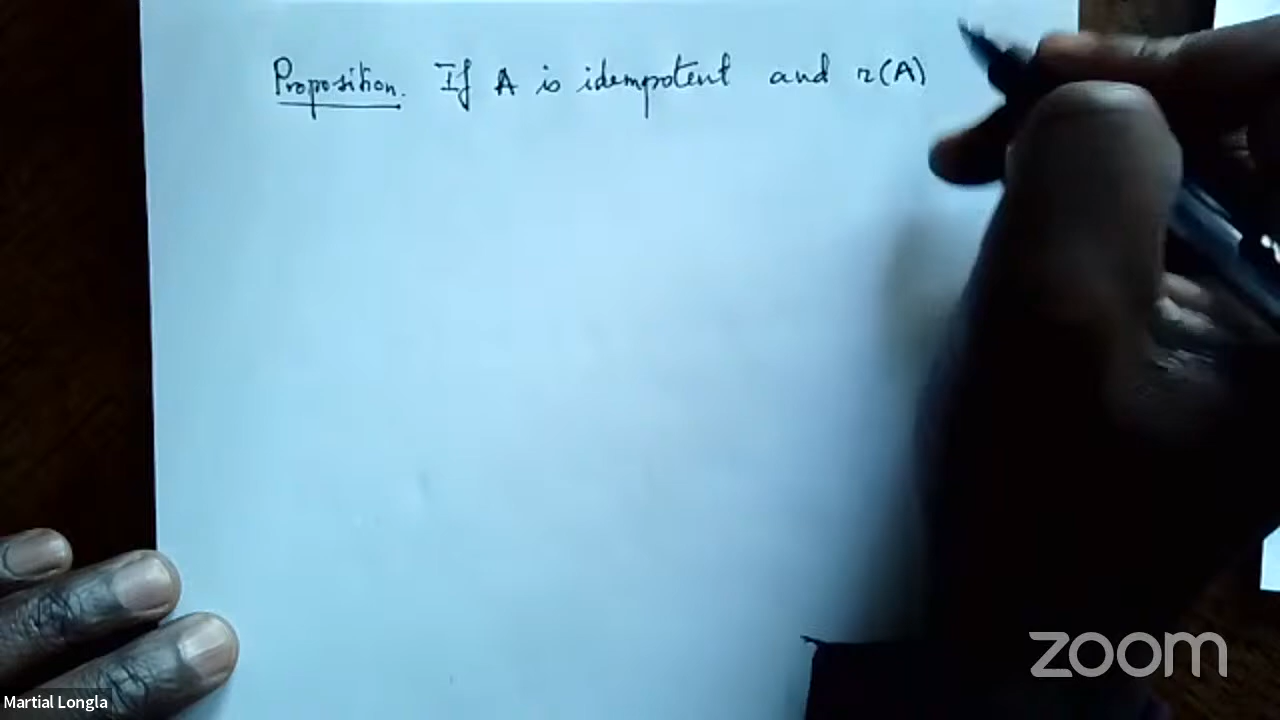 Proposition. If A is idempotent and r(A)
zoom
Martial Longla